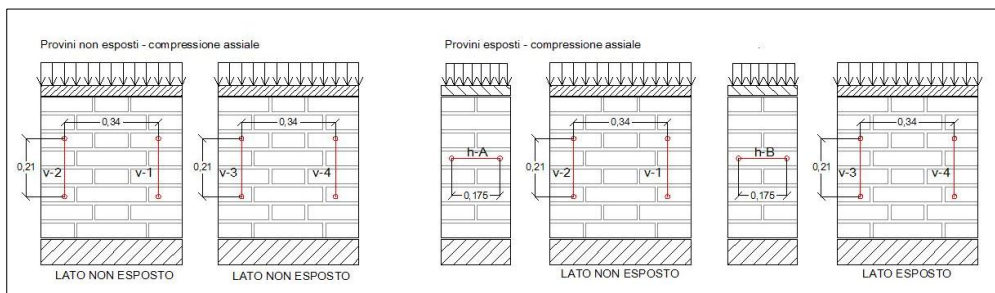 Provini non esposti - compressione assiale
0,34
0,21
v-2
v-1
LATO NON ESPOSTO
0,34
0,21
v-3
v-4
LATO NON ESPOSTO
Provini esposti - compressione assiale
h-A
0,175
0,34
0,21
v-2
v-1
LATO NON ESPOSTO
h-B
0,175
0,34
0,21
v-3
v-4
LATO ESPOSTO